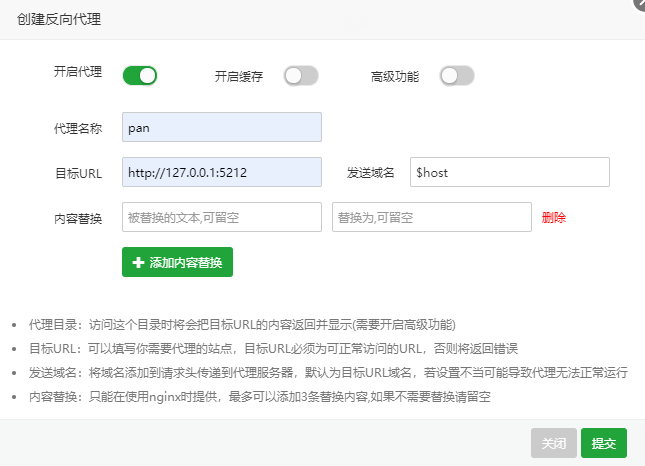 创建反向代理
开启代理 开启缓存 高级功能
代理名称 pan
目标URL http://127.0.0.1:5212 发送域名 $host
内容替换 被替换的文本,可留空 替换为,可留空 删除
添加内容替换
代理目录：访问这个目录时将会把目标URL的内容返回并显示(需要开启高级功能)
目标URL：可以填写你需要代理的站点，目标URL必须为可正常访问的URL，否则将返回错误
发送域名：将域名添加到请求头传递到代理服务器，默认为目标URL域名，若设置不当可能导致代理无法正常运行
内容替换：只能在使用nginx时提供，最多可以添加3条替换内容,如果不需要替换请留空
关闭 提交